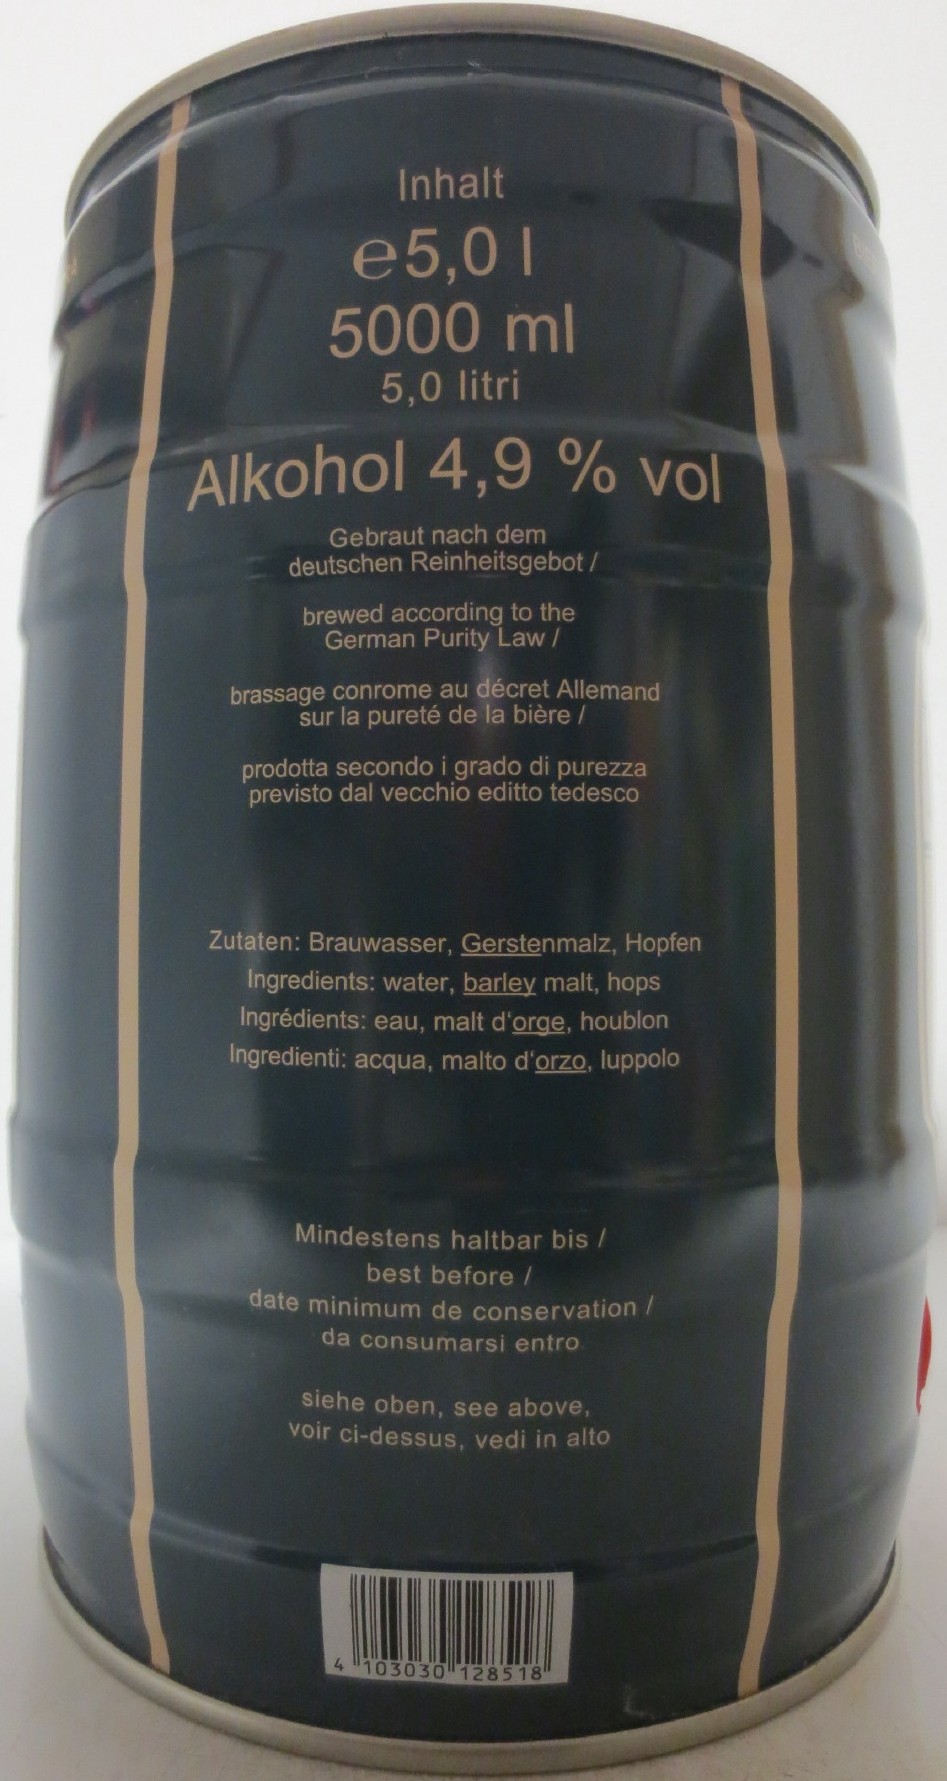 Inhalt
e5,0 l
5000 ml
5,0 litri
Alkohol 4,9 % vol
Gebraut nach dem
deutschen Reinheitsgebot /
brewed according to the
German Purity Law /
brassage conrome au décret Allemand
sur la pureté de la bière /
prodotta secondo i grado di purezza
previsto dal vecchio editto tedesco
Zutaten: Brauwasser, Gerstenmalz, Hopfen
Ingredients: water, barley malt, hops
Ingrédients: eau, malt d'orge, houblon
Ingredienti: acqua, malto d'orzo, luppolo
Mindestens haltbar bis /
best before /
date minimum de conservation /
da consumarsi entro
siehe oben, see above,
voir ci-dessus, vedi in alto
4 103030 128518